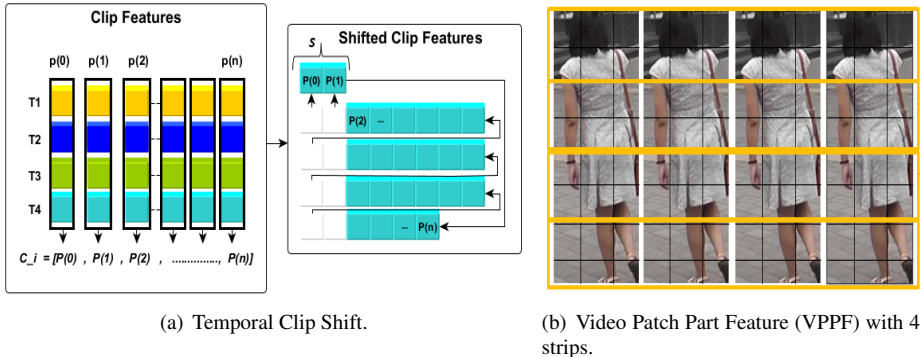 Clip Features
p(0) p(1) p(2) p(n)
T1
T2
T3
T4
C_i = [P(0) , P(1) , P(2) , ..............., P(n)]
Shifted Clip Features
S
P(0) P(1)
P(2) --
-- P(n)
(a) Temporal Clip Shift.
(b) Video Patch Part Feature (VPPF) with 4
strips.